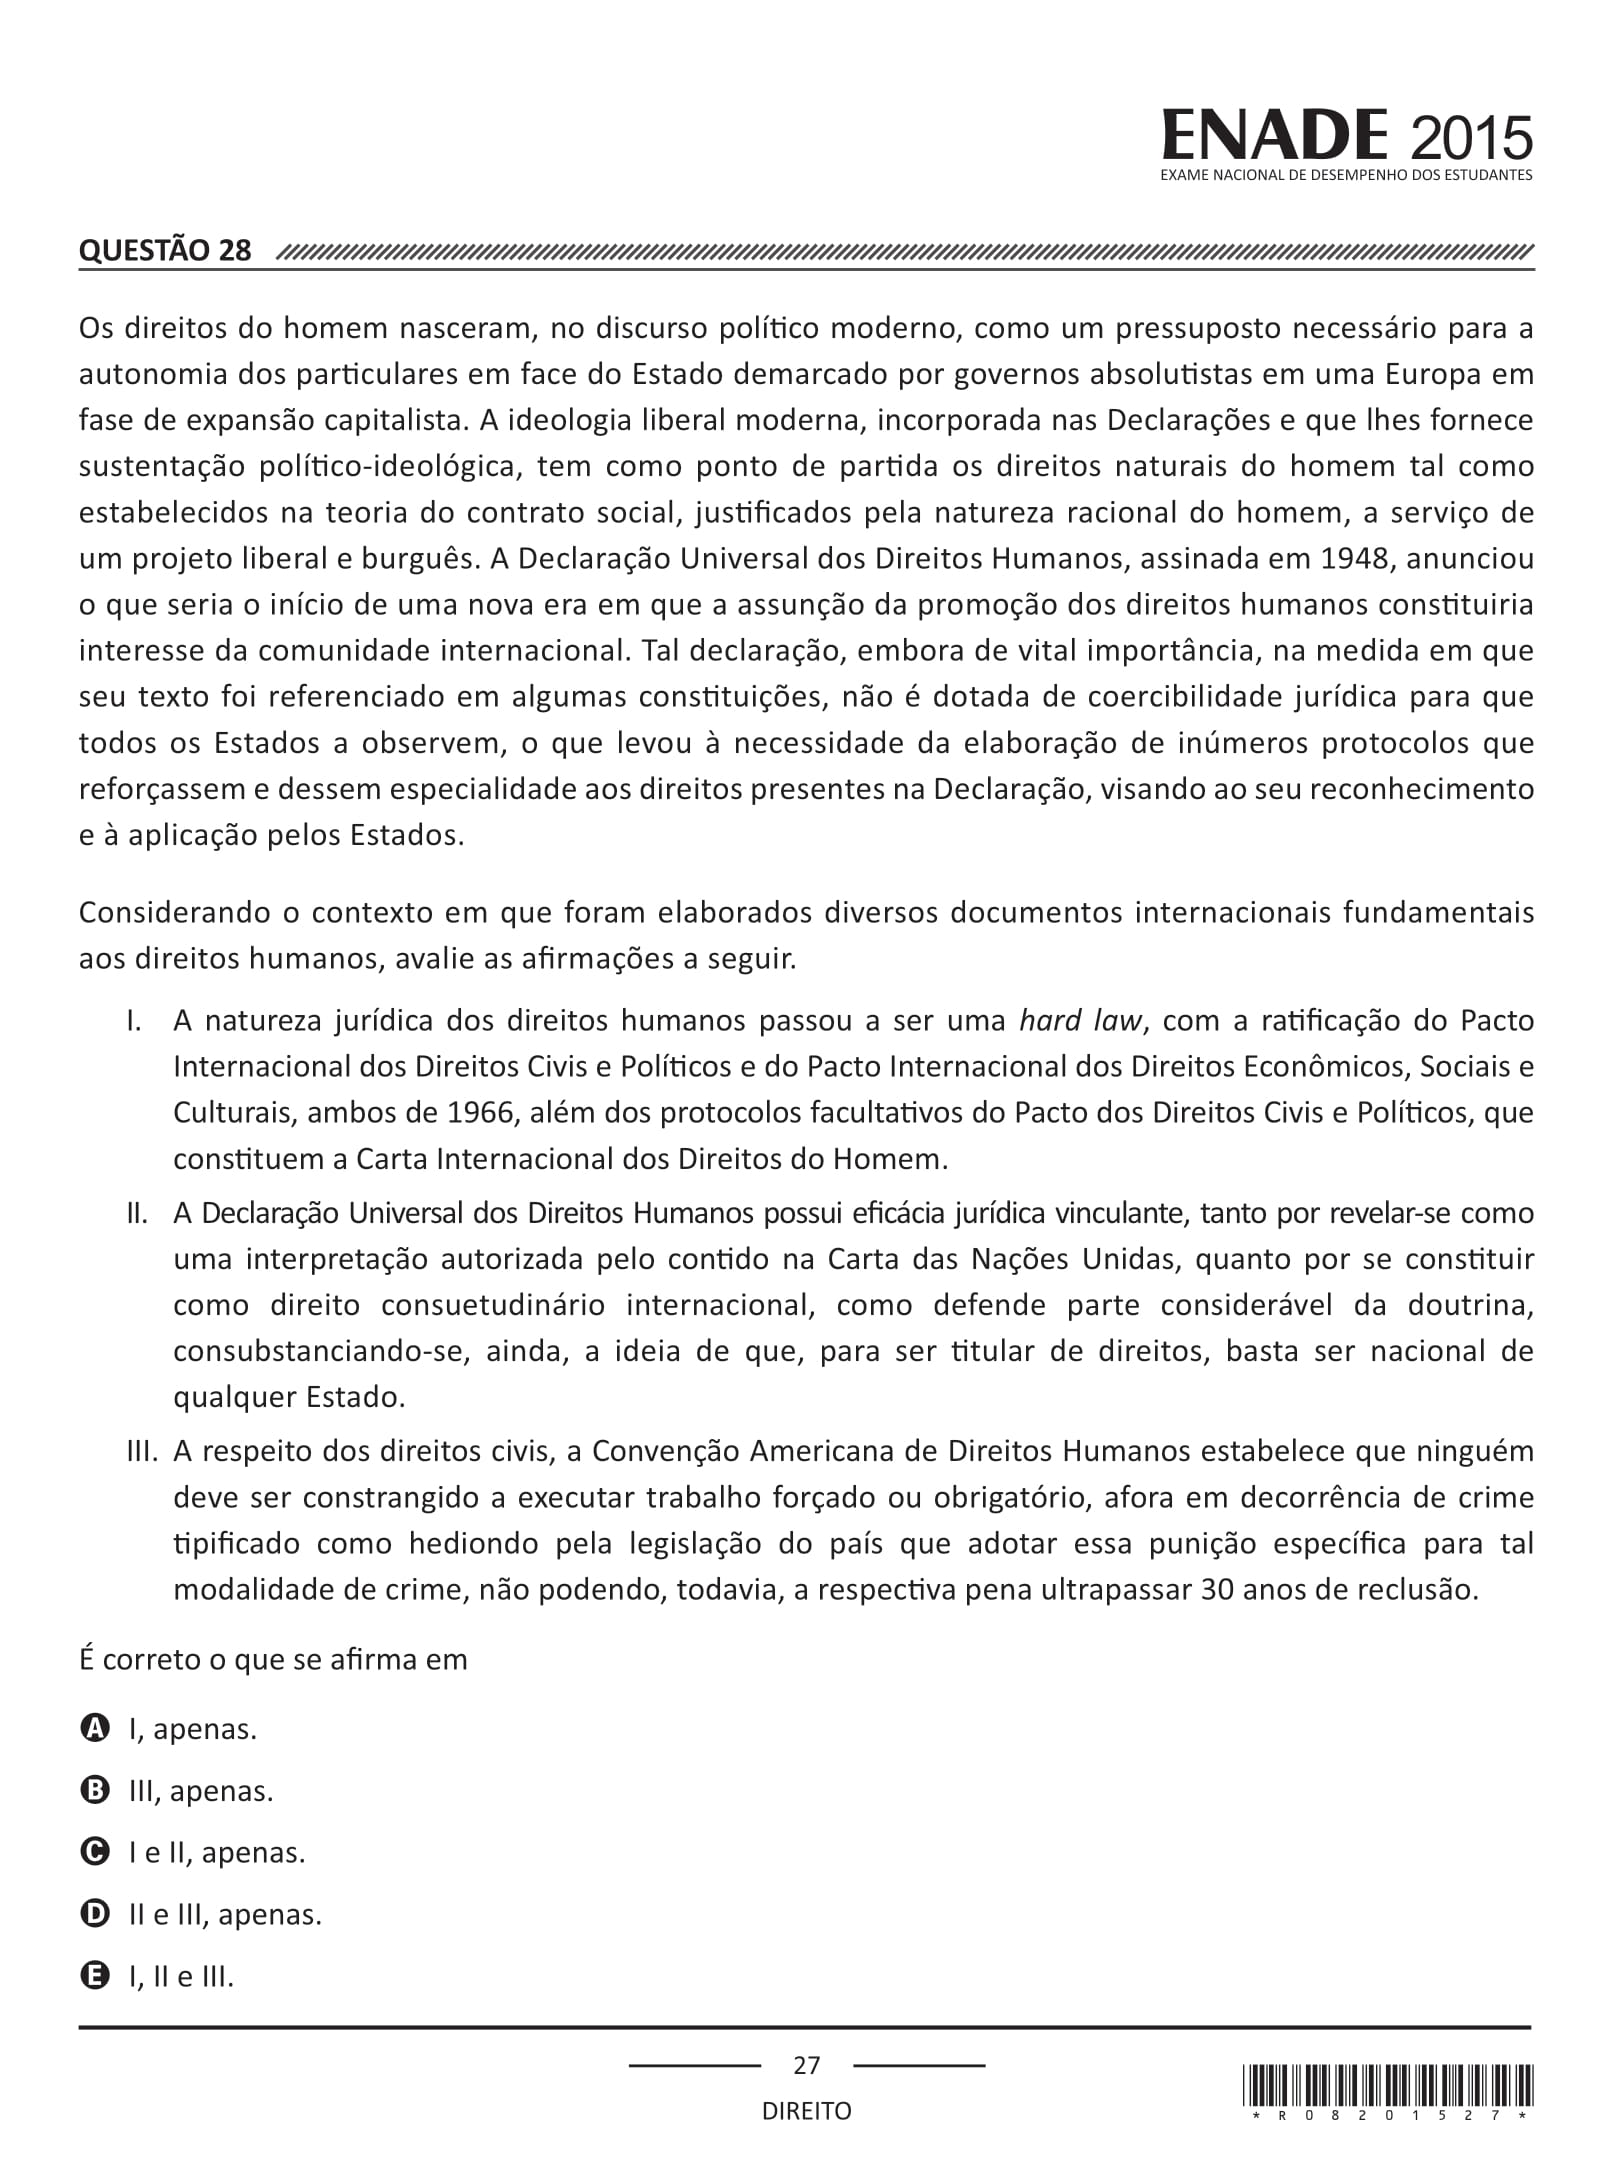 ENADE 2015
EXAME NACIONAL DE DESEMPENHO DOS ESTUDANTES
QUESTÃO 28
Os direitos do homem nasceram, no discurso político moderno, como um pressuposto necessário para a
autonomia dos particulares em face do Estado demarcado por governos absolutistas em uma Europa em
fase de expansão capitalista. A ideologia liberal moderna, incorporada nas Declarações e que lhes fornece
sustentação político-ideológica, tem como ponto de partida os direitos naturais do homem tal como
estabelecidos na teoria do contrato social, justificados pela natureza racional do homem, a serviço de
um projeto liberal e burguês. A Declaração Universal dos Direitos Humanos, assinada em 1948, anunciou
o que seria o início de uma nova era em que a assunção da promoção dos direitos humanos constituiria
interesse da comunidade internacional. Tal declaração, embora de vital importância, na medida em que
seu texto foi referenciado em algumas constituições, não é dotada de coercibilidade jurídica para que
todos os Estados a observem, o que levou à necessidade da elaboração de inúmeros protocolos que
reforçassem e dessem especialidade aos direitos presentes na Declaração, visando ao seu reconhecimento
e à aplicação pelos Estados.
Considerando o contexto em que foram elaborados diversos documentos internacionais fundamentais
aos direitos humanos, avalie as afirmações a seguir.
I. A natureza jurídica dos direitos humanos passou a ser uma hard law, com a ratificação do Pacto
Internacional dos Direitos Civis e Políticos e do Pacto Internacional dos Direitos Econômicos, Sociais e
Culturais, ambos de 1966, além dos protocolos facultativos do Pacto dos Direitos Civis e Políticos, que
constituem a Carta Internacional dos Direitos do Homem.
II. A Declaração Universal dos Direitos Humanos possui eficácia jurídica vinculante, tanto por revelar-se como
uma interpretação autorizada pelo contido na Carta das Nações Unidas, quanto por se constituir
como direito consuetudinário internacional, como defende parte considerável da doutrina,
consubstanciando-se, ainda, a ideia de que, para ser titular de direitos, basta ser nacional de
qualquer Estado.
III. A respeito dos direitos civis, a Convenção Americana de Direitos Humanos estabelece que ninguém
deve ser constrangido a executar trabalho forçado ou obrigatório, afora em decorrência de crime
tipificado como hediondo pela legislação do país que adotar essa punição específica para tal
modalidade de crime, não podendo, todavia, a respectiva pena ultrapassar 30 anos de reclusão.
É correto o que se afirma em
A I, apenas.
B III, apenas.
C I e II, apenas.
D II e III, apenas.
E I, II e III.
27
DIREITO
* R 0 8 2 0 1 5 2 7 *